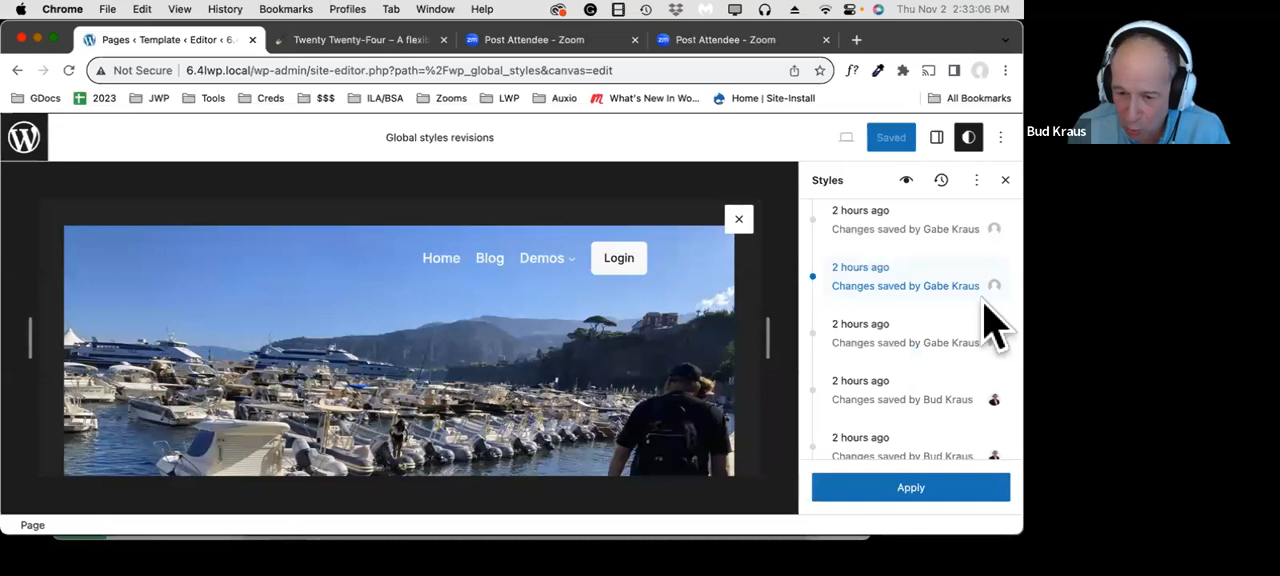 Chrome File Edit View History Bookmarks Profiles Tab Window Help Thu Nov 2 2:33:06 PM
Pages ‹ Template ‹ Editor ‹ 6. Twenty Twenty-Four – A flexi Post Attendee - Zoom Post Attendee - Zoom
Not Secure 6.4lwp.local/wp-admin/site-editor.php?path=%2Fwp_global_styles&canvas=edit f?
GDocs 2023 JWP Tools Creds $$$ ILA/BSA Zooms LWP Auxio What's New In Wo... Home | Site-Install All Bookmarks
Bud Kraus
Global styles revisions Saved
Styles
2 hours ago
Changes saved by Gabe Kraus
Home Blog Demos Login
2 hours ago
Changes saved by Gabe Kraus
2 hours ago
Changes saved by Gabe Kraus
2 hours ago
Changes saved by Bud Kraus
2 hours ago
Changes saved by Bud Kraus
Apply
Page